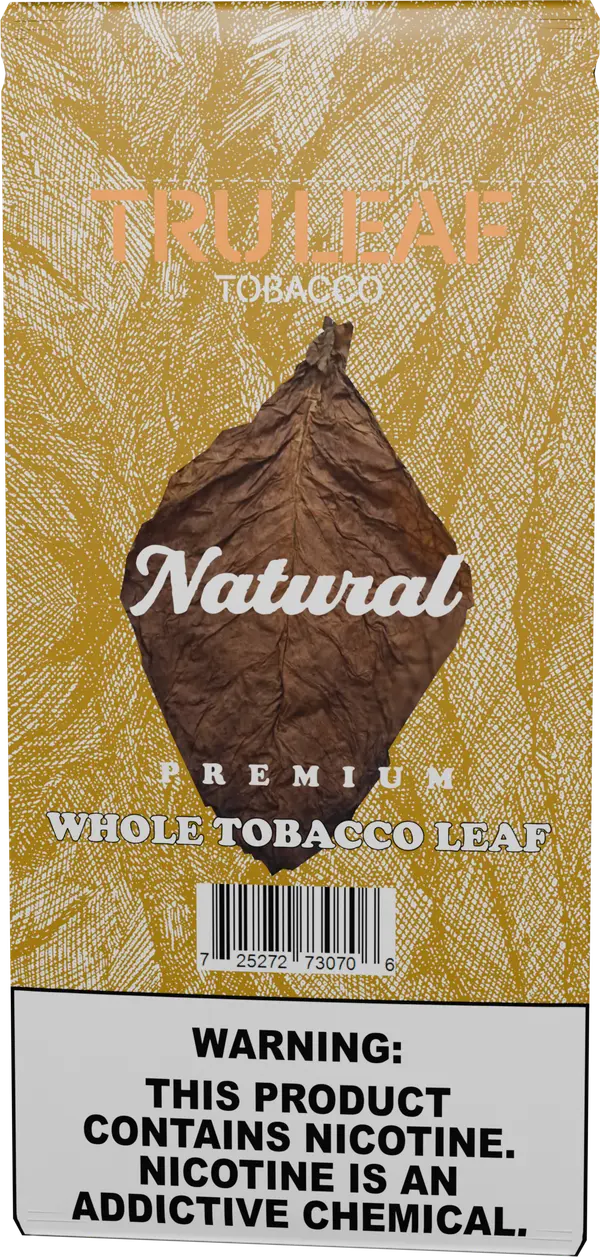 TRU LEAF
TOBACCO
Natural
PREMIUM
WHOLE TOBACCO LEAF
7 25272 73070 6
WARNING:
THIS PRODUCT
CONTAINS NICOTINE.
NICOTINE IS AN
ADDICTIVE CHEMICAL.